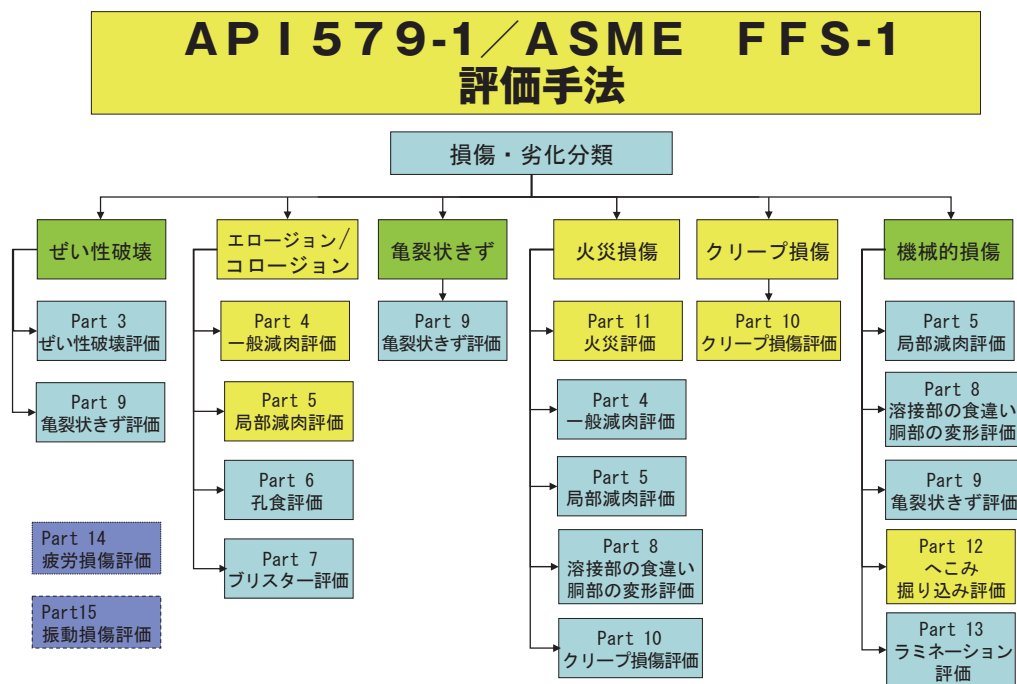 API579-1／ASME　FFS-1
評価手法
損傷・劣化分類
ぜい性破壊
Part 3
ぜい性破壊評価
Part 9
亀裂状きず評価
エロージョン/
コロージョン
Part 4
一般減肉評価
Part 5
局部減肉評価
Part 6
孔食評価
Part 7
ブリスター評価
亀裂状きず
Part 9
亀裂状きず評価
火災損傷
Part 11
火災評価
Part 4
一般減肉評価
Part 5
局部減肉評価
Part 8
溶接部の食違い
胴部の変形評価
Part 10
クリープ損傷評価
クリープ損傷
Part 10
クリープ損傷評価
機械的損傷
Part 5
局部減肉評価
Part 8
溶接部の食違い
胴部の変形評価
Part 9
亀裂状きず評価
Part 12
へこみ
掘り込み評価
Part 13
ラミネーション
評価
Part 14
疲労損傷評価
Part15
振動損傷評価